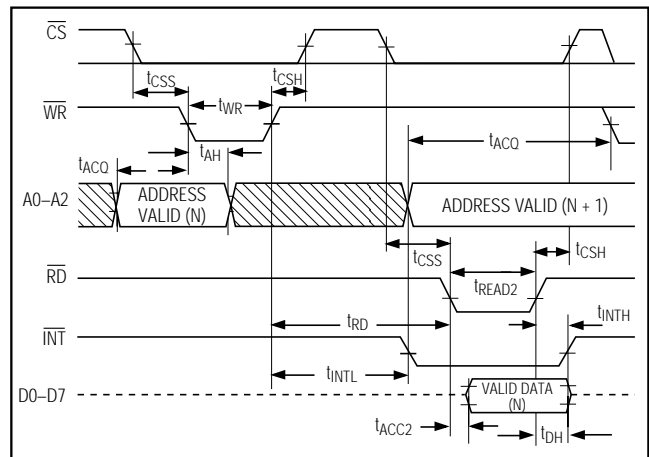 CS
tCSS tWR tCSH
WR
tACQ tAH tACQ
A0–A2 ADDRESS VALID (N) ADDRESS VALID (N + 1)
tCSS tCSH
RD tREAD2
tRD tINTH
INT
tINTL
D0–D7 VALID DATA (N)
tACC2 tDH